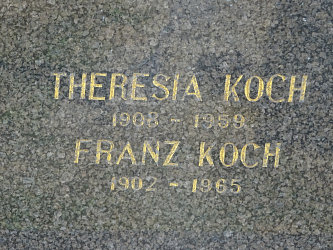 THERESIA KOCH
1908 - 1959
FRANZ KOCH
1902 - 1965